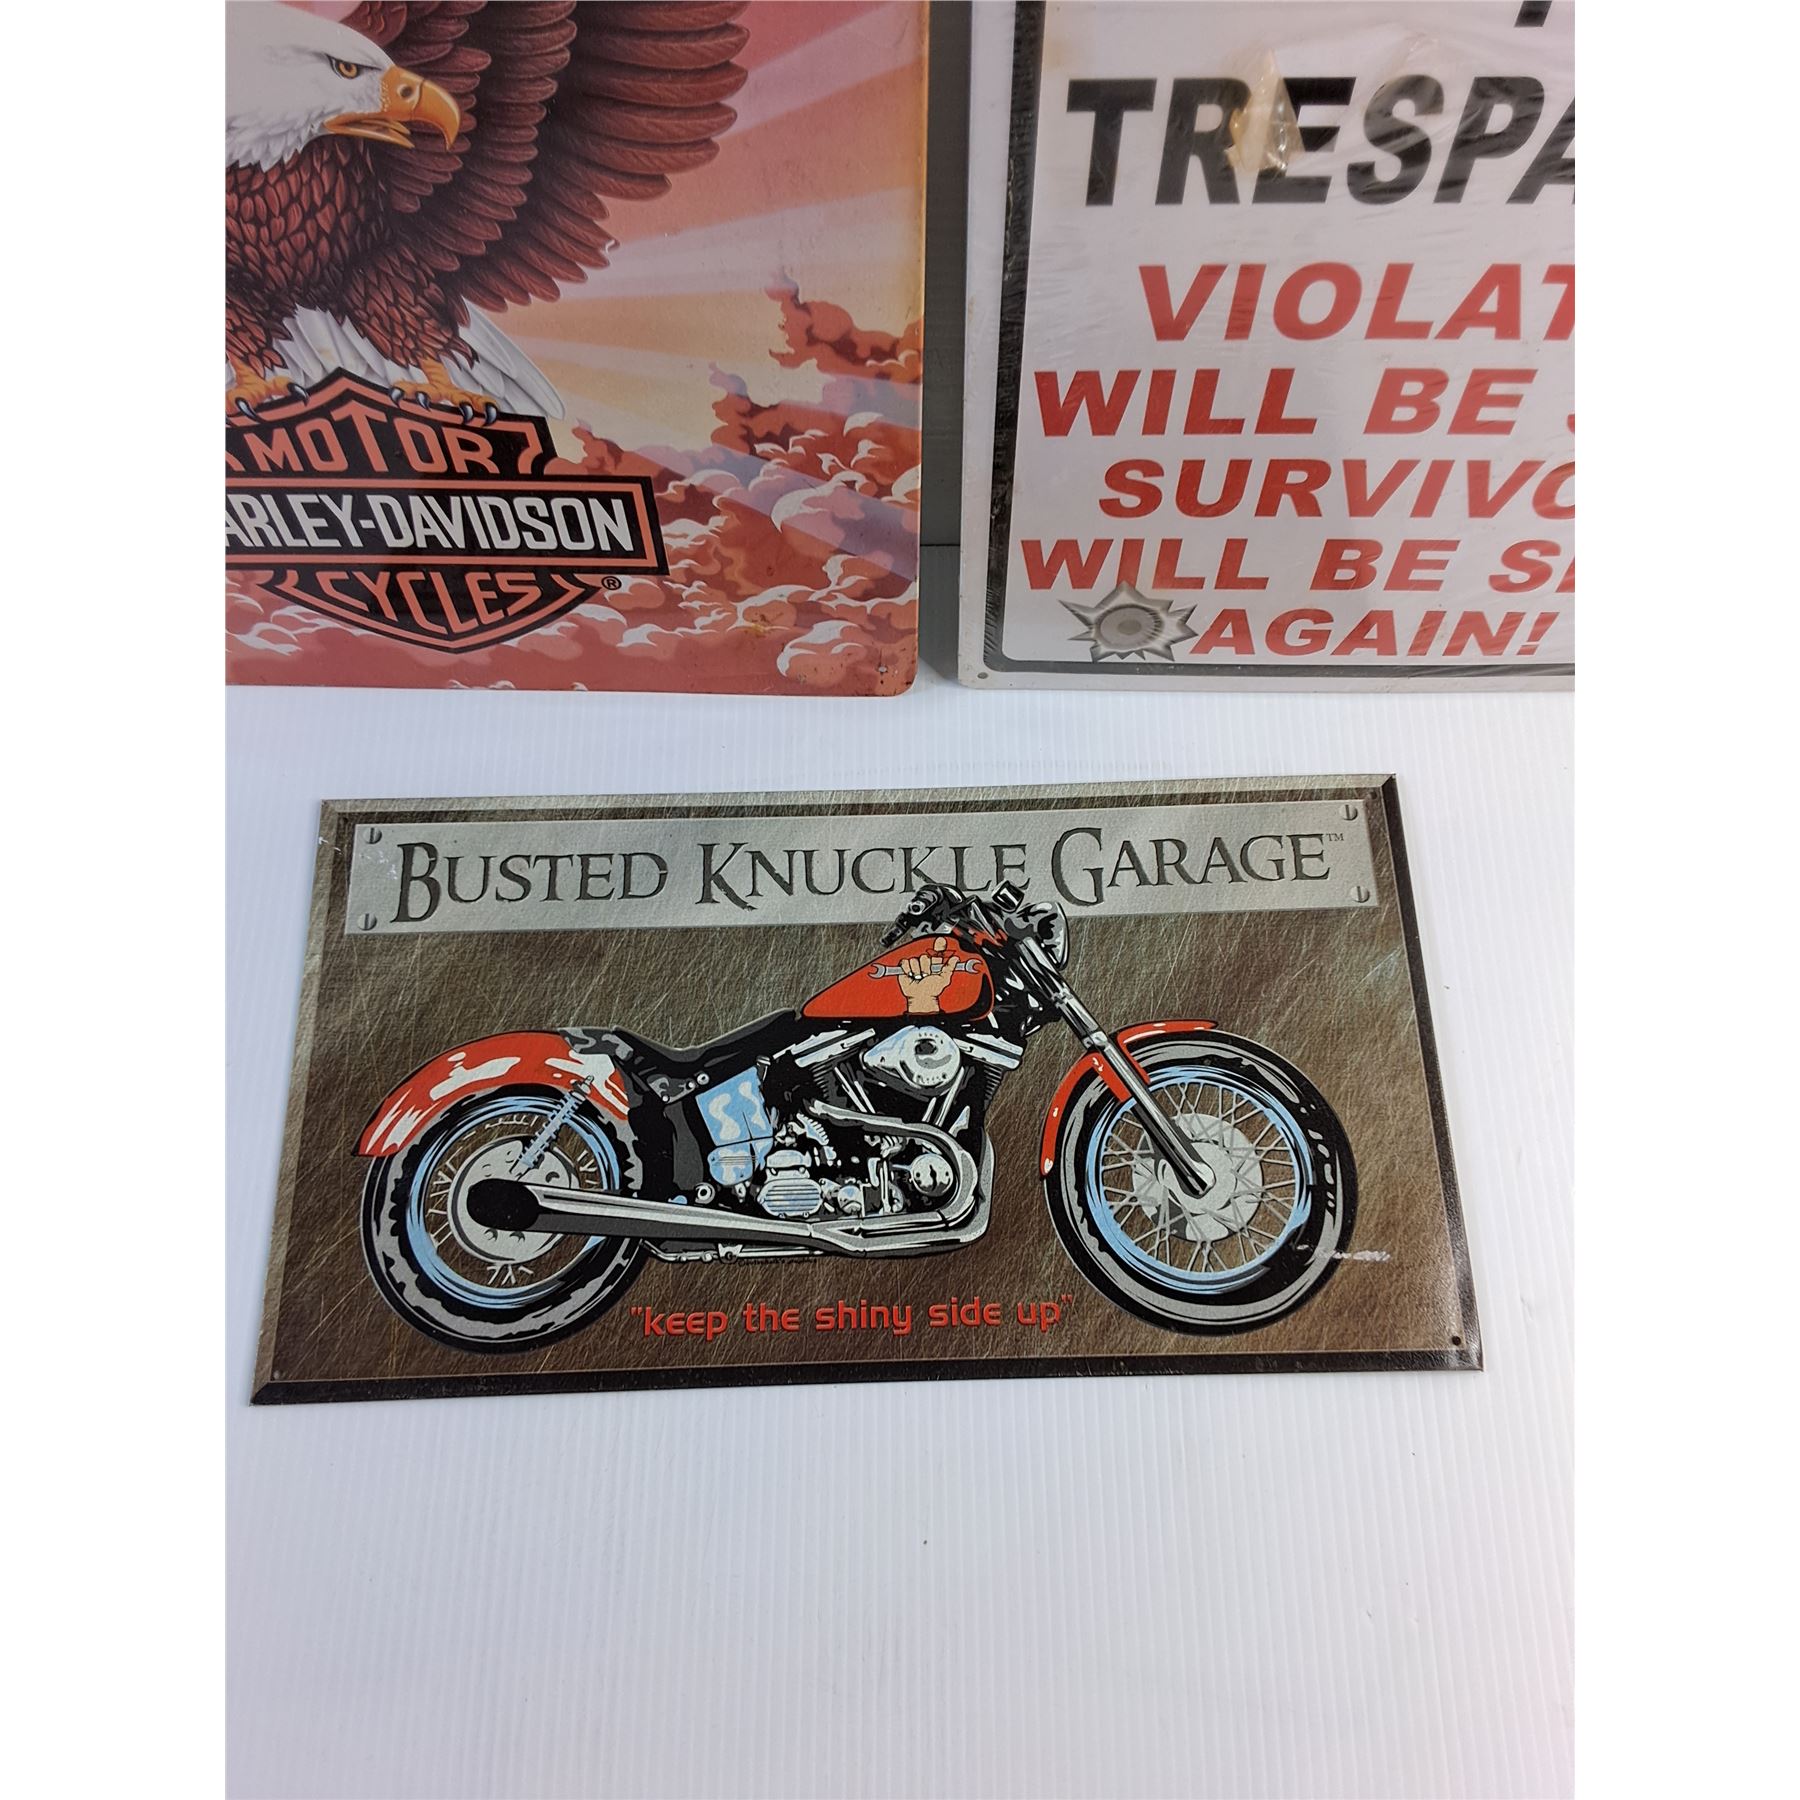 MOTOR
ARLEY-DAVIDSON
CYCLES ®
TRESPA
VIOLAT
WILL BE
SURVIVO
WILL BE
AGAIN!
BUSTED KNUCKLE GARAGE™
"keep the shiny side up"